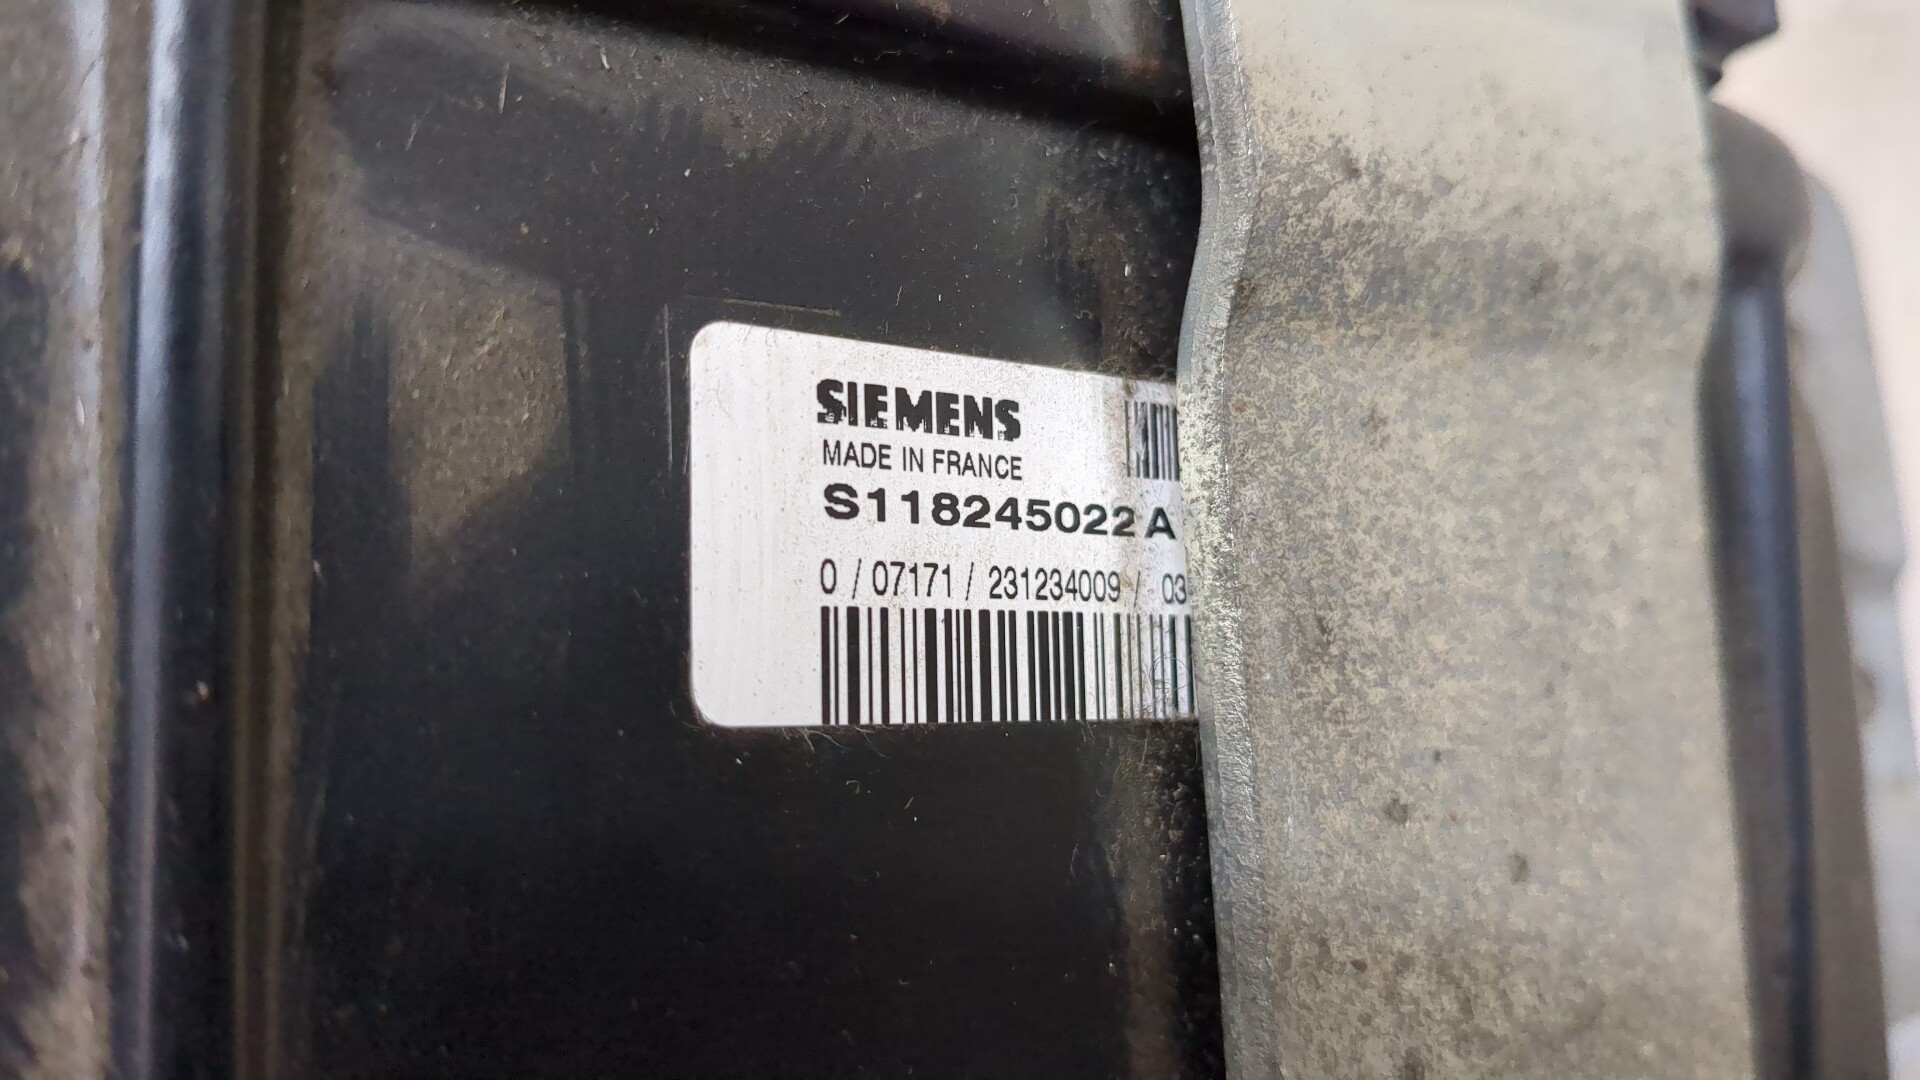 SIEMENS
MADE IN FRANCE
S118245022 A
0 / 07171 / 231234009 / 03